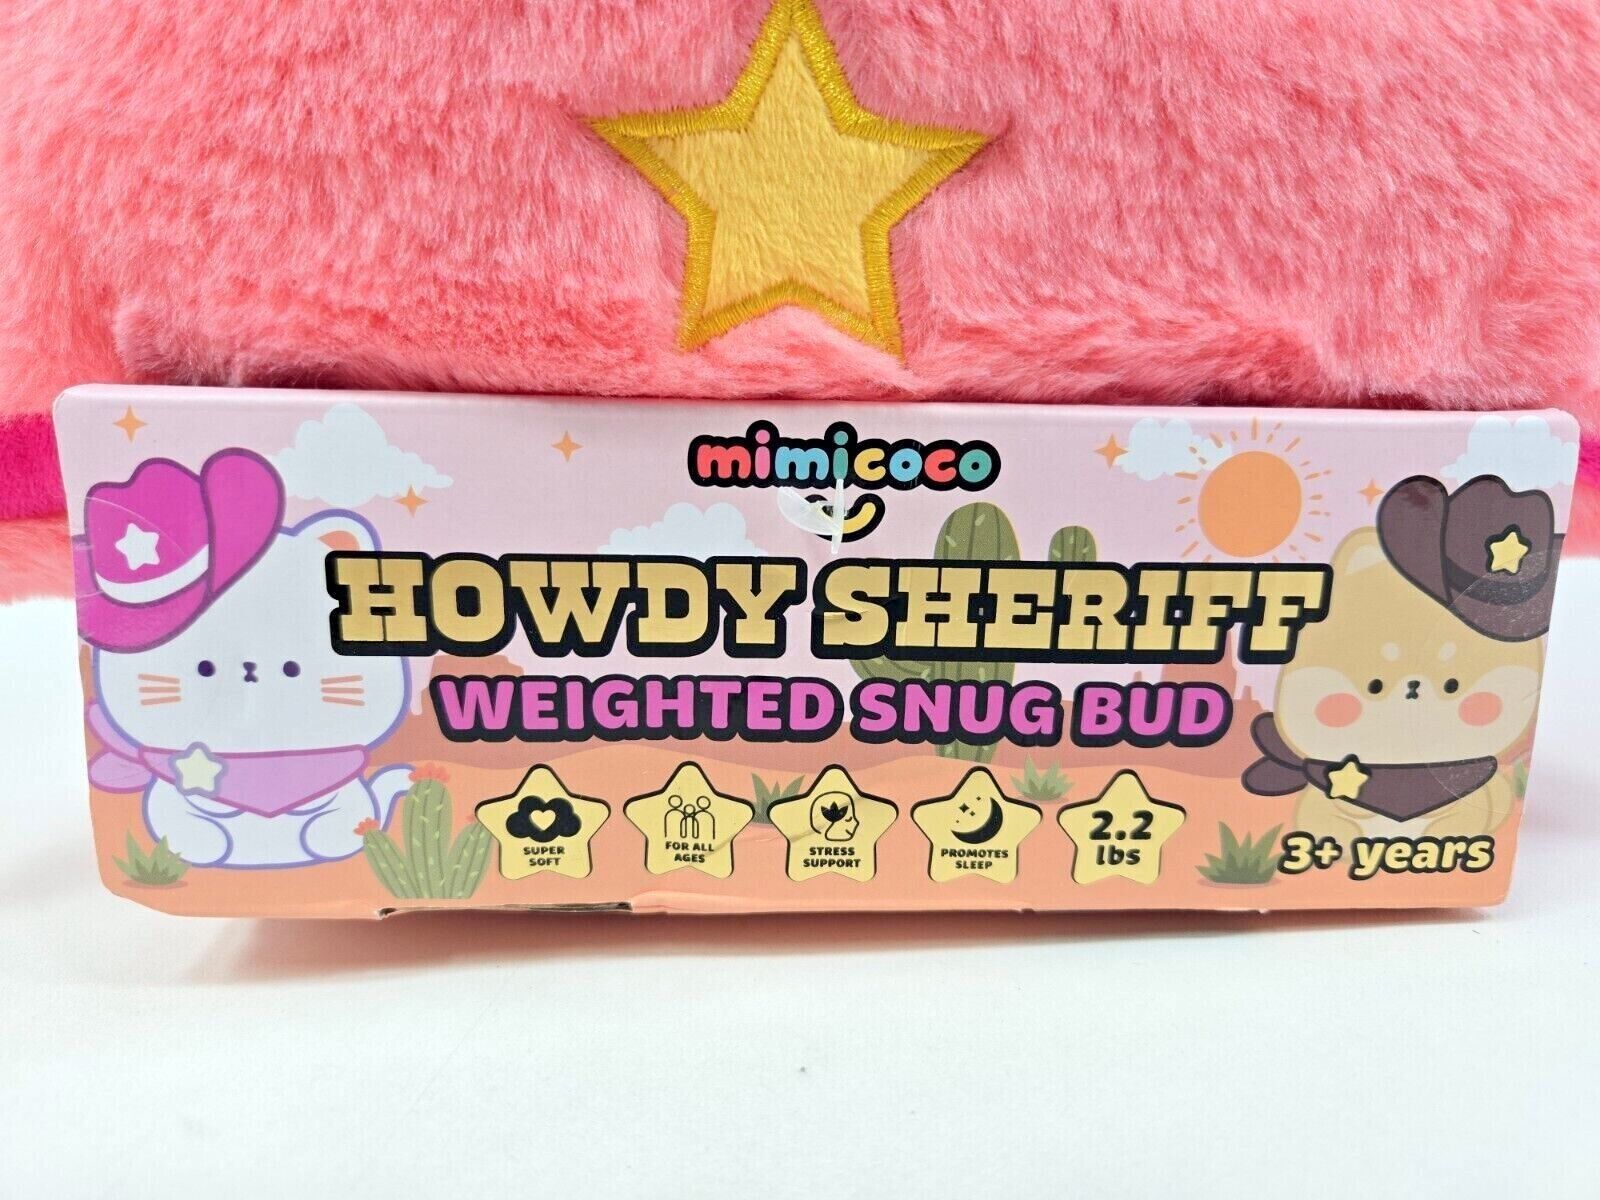 mimicoco
HOWDY SHERIFF
WEIGHTED SNUG BUD
SUPER
SOFT
FOR ALL
AGES
STRESS
SUPPORT
PROMOTES
SLEEP
2.2
lbs
3+ years